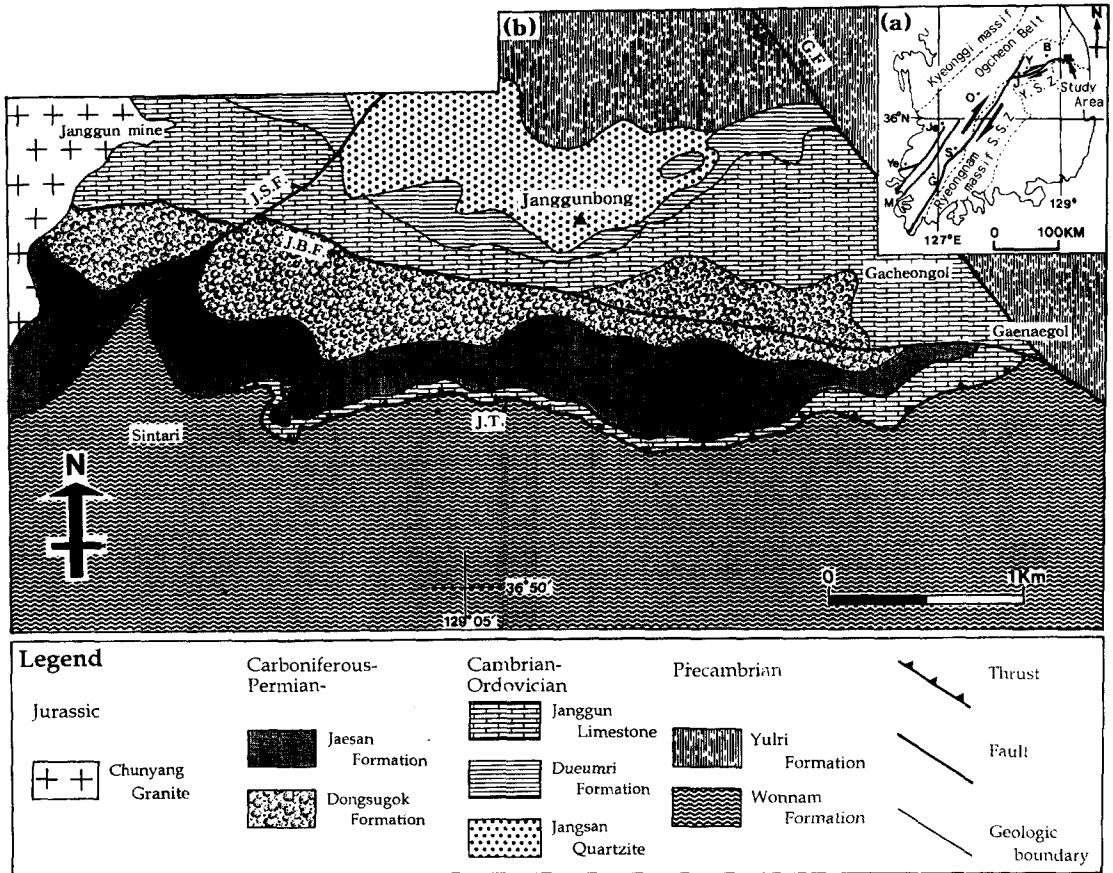 (b)
(a)
N
Kyeonggi massif
Ogcheon Belt
B
Y
Y. S. Z.
Study
Area
O
36°N
Je
S
S. S. Z.
Ye
Ryeongnam
massif
G
M
129°
127°E
0 100KM
G.F.
Janggun mine
J.S.F.
Janggunbong
J.B.F.
Gacheongol
Gaenaegol
Sintari
J.T.
N
36°50′
129°05′
0 1Km
Legend
Jurassic
Chunyang
Granite
Carboniferous-
Permian-
Jaesan
Formation
Dongsugok
Formation
Cambrian-
Ordovician
Janggun
Limestone
Dueumri
Formation
Jangsan
Quartzite
Precambrian
Yulri
Formation
Wonnam
Formation
Thrust
Fault
Geologic
boundary